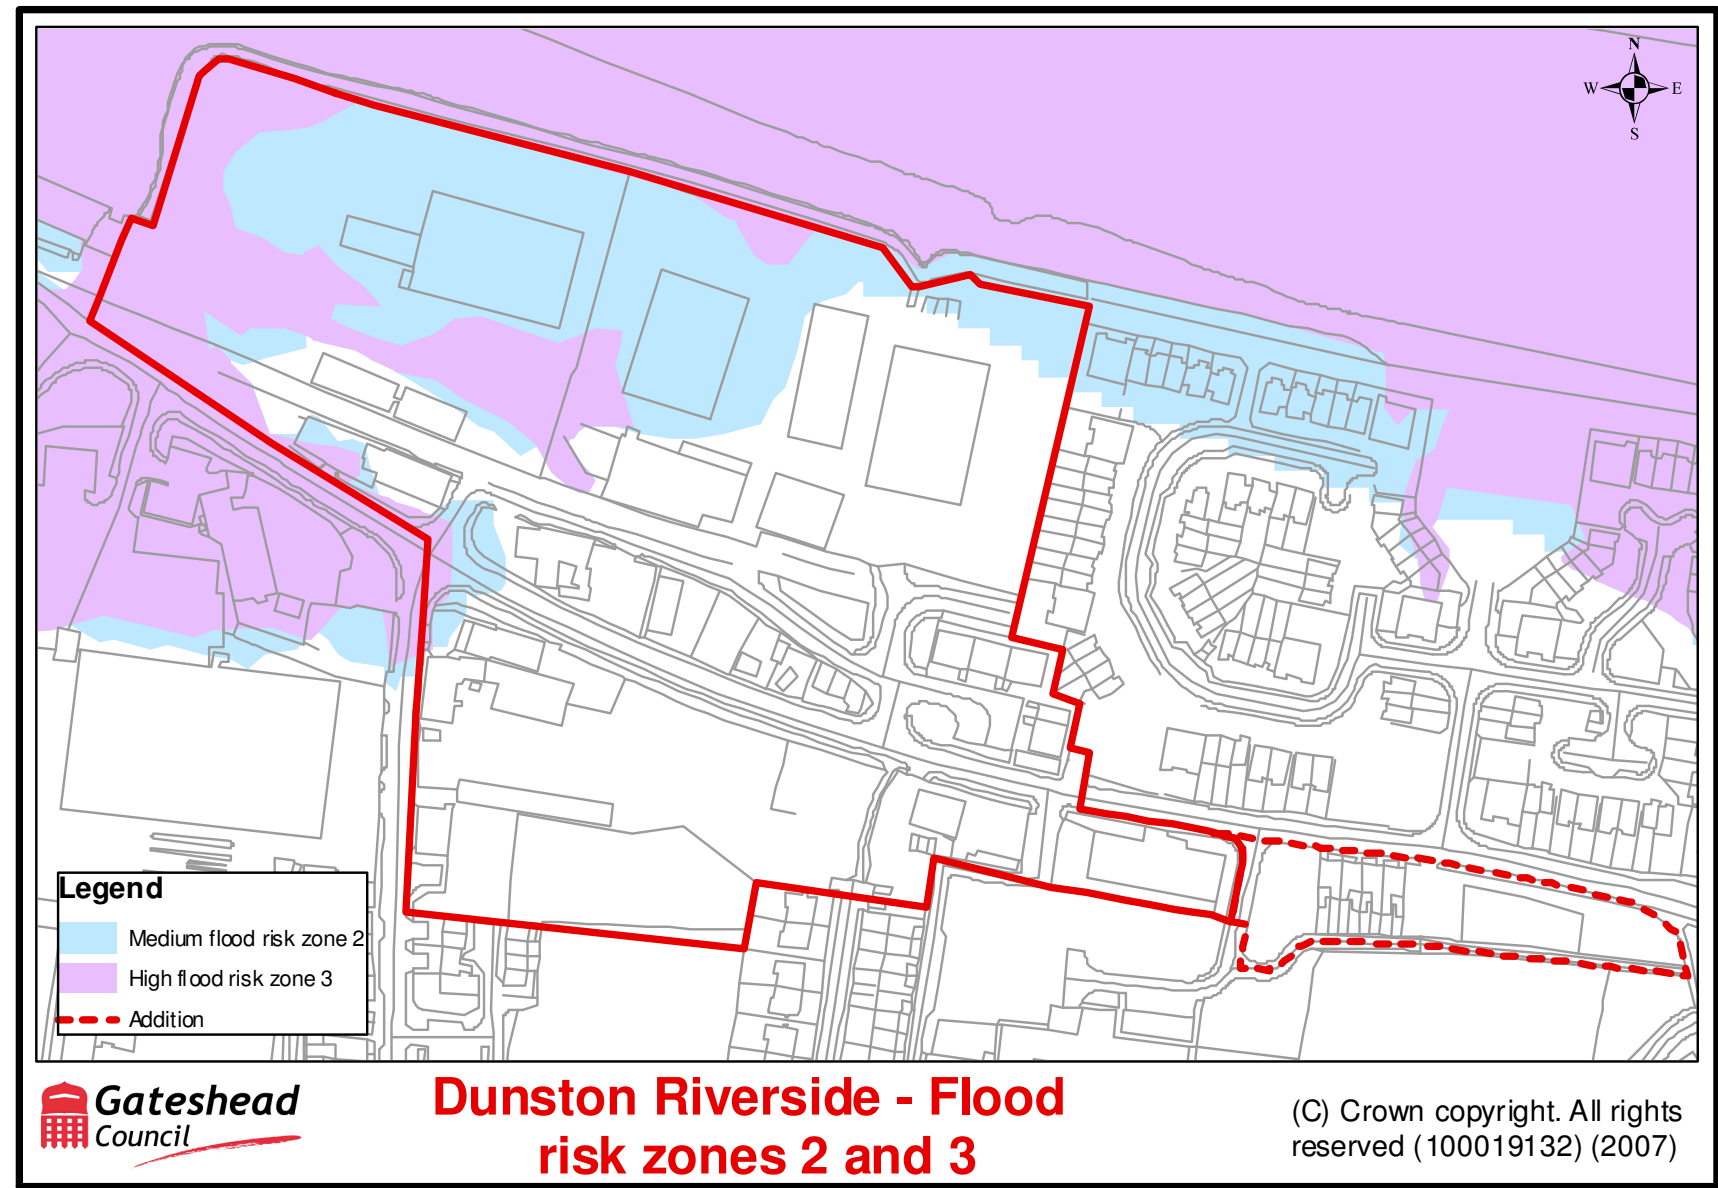 N
W E
S
Legend
Medium flood risk zone 2
High flood risk zone 3
Addition
Gateshead
Council
Dunston Riverside - Flood
risk zones 2 and 3
(C) Crown copyright. All rights
reserved (100019132) (2007)